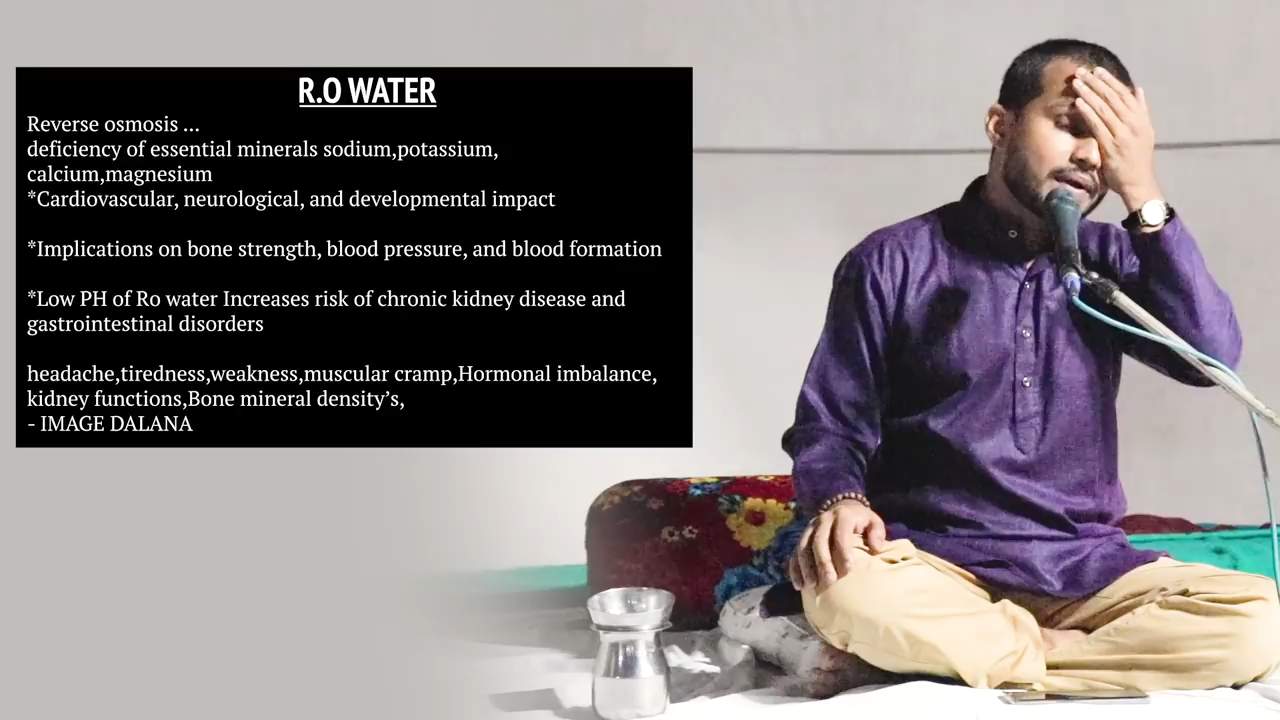 R.O WATER
Reverse osmosis ...
deficiency of essential minerals sodium,potassium,
calcium,magnesium
*Cardiovascular, neurological, and developmental impact
*Implications on bone strength, blood pressure, and blood formation
*Low PH of Ro water Increases risk of chronic kidney disease and
gastrointestinal disorders
headache,tiredness,weakness,muscular cramp,Hormonal imbalance,
kidney functions,Bone mineral density’s,
- IMAGE DALANA